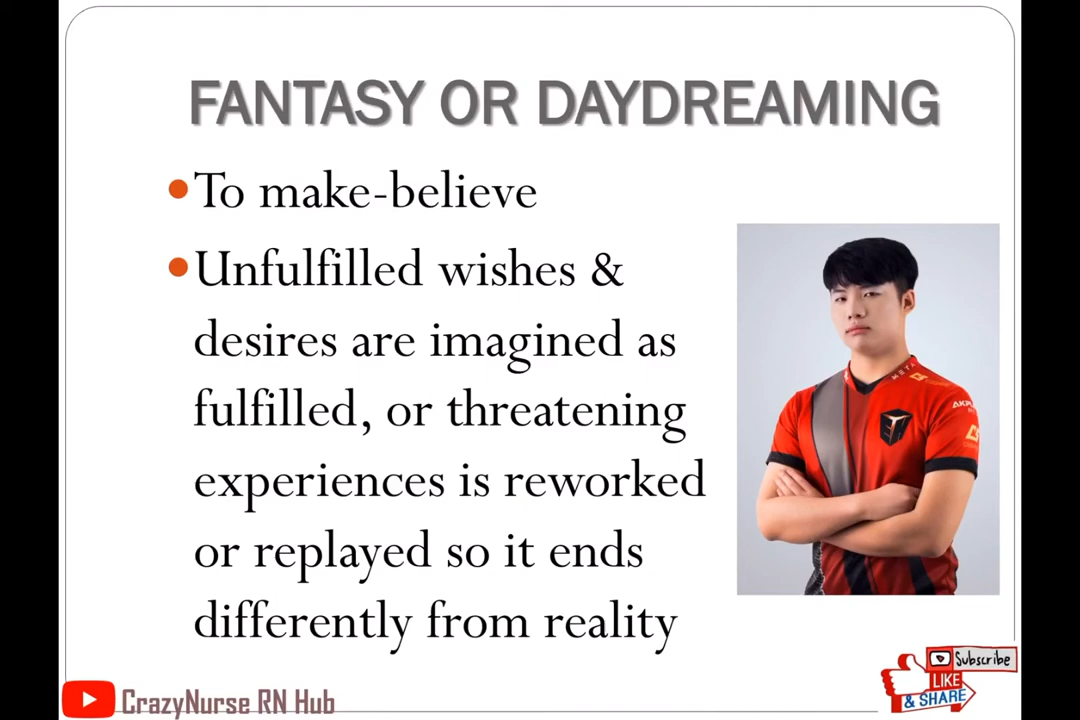 FANTASY OR DAYDREAMING
•To make-believe
•Unfulfilled wishes &
desires are imagined as
fulfilled, or threatening
experiences is reworked
or replayed so it ends
differently from reality
META
Subscribe
LIKE
& SHARE
CrazyNurse RN Hub